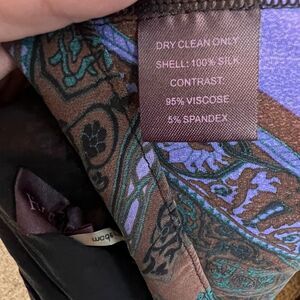 DRY CLEAN ONLY
SHELL: 100% SILK
CONTRAST:
95% VISCOSE
5% SPANDEX